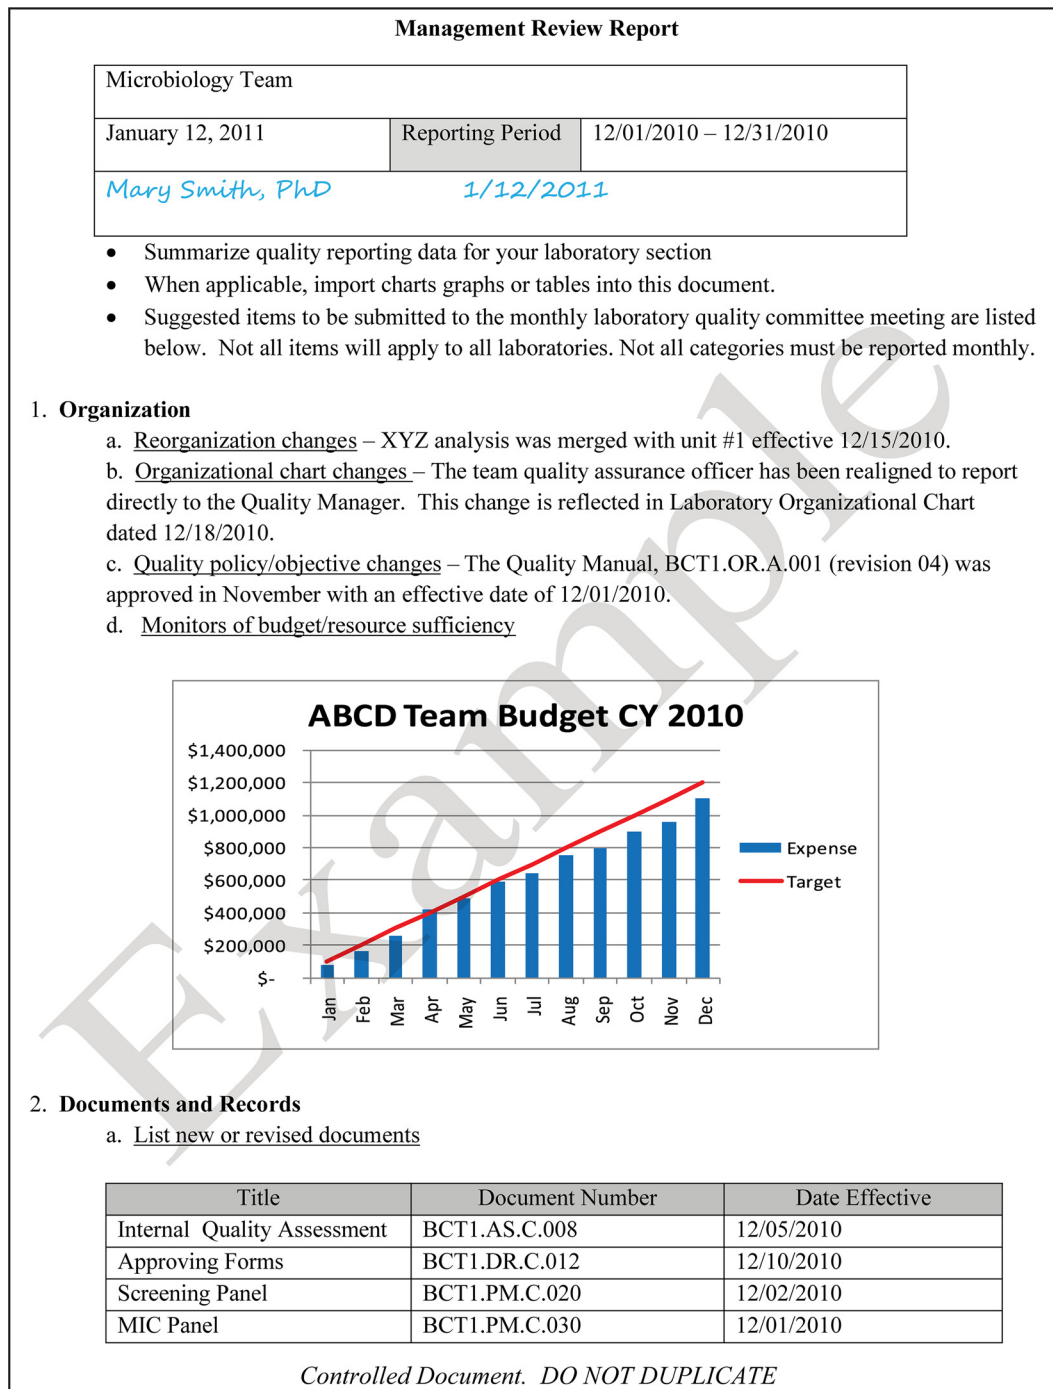 Management Review Report
Microbiology Team
January 12, 2011 Reporting Period 12/01/2010 – 12/31/2010
Mary Smith, PhD 1/12/2011
• Summarize quality reporting data for your laboratory section
• When applicable, import charts graphs or tables into this document.
• Suggested items to be submitted to the monthly laboratory quality committee meeting are listed
below. Not all items will apply to all laboratories. Not all categories must be reported monthly.
1. Organization
a. Reorganization changes – XYZ analysis was merged with unit #1 effective 12/15/2010.
b. Organizational chart changes – The team quality assurance officer has been realigned to report
directly to the Quality Manager. This change is reflected in Laboratory Organizational Chart
dated 12/18/2010.
c. Quality policy/objective changes – The Quality Manual, BCT1.OR.A.001 (revision 04) was
approved in November with an effective date of 12/01/2010.
d. Monitors of budget/resource sufficiency
ABCD Team Budget CY 2010
$1,400,000
$1,200,000
$1,000,000
$800,000
$600,000
$400,000
$200,000
$-
Jan Feb Mar Apr May Jun Jul Aug Sep Oct Nov Dec
Expense
Target
2. Documents and Records
a. List new or revised documents
Title Document Number Date Effective
Internal Quality Assessment BCT1.AS.C.008 12/05/2010
Approving Forms BCT1.DR.C.012 12/10/2010
Screening Panel BCT1.PM.C.020 12/02/2010
MIC Panel BCT1.PM.C.030 12/01/2010
Controlled Document. DO NOT DUPLICATE
Example